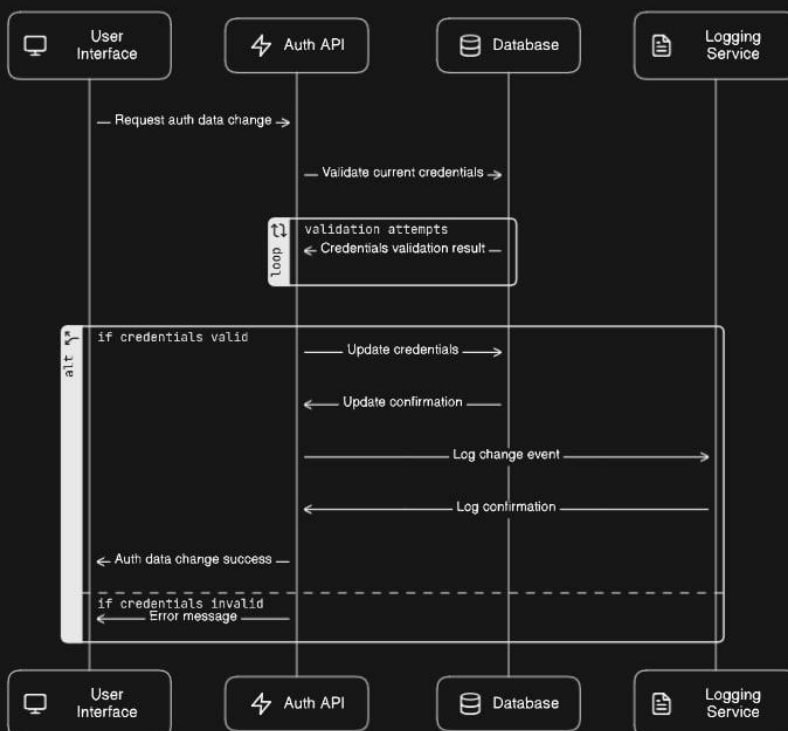 User
Interface
Auth API
Database
Logging
Service
Request auth data change
Validate current credentials
loop
validation attempts
Credentials validation result
alt
if credentials valid
Update credentials
Update confirmation
Log change event
Log confirmation
Auth data change success
if credentials invalid
Error message
User
Interface
Auth API
Database
Logging
Service